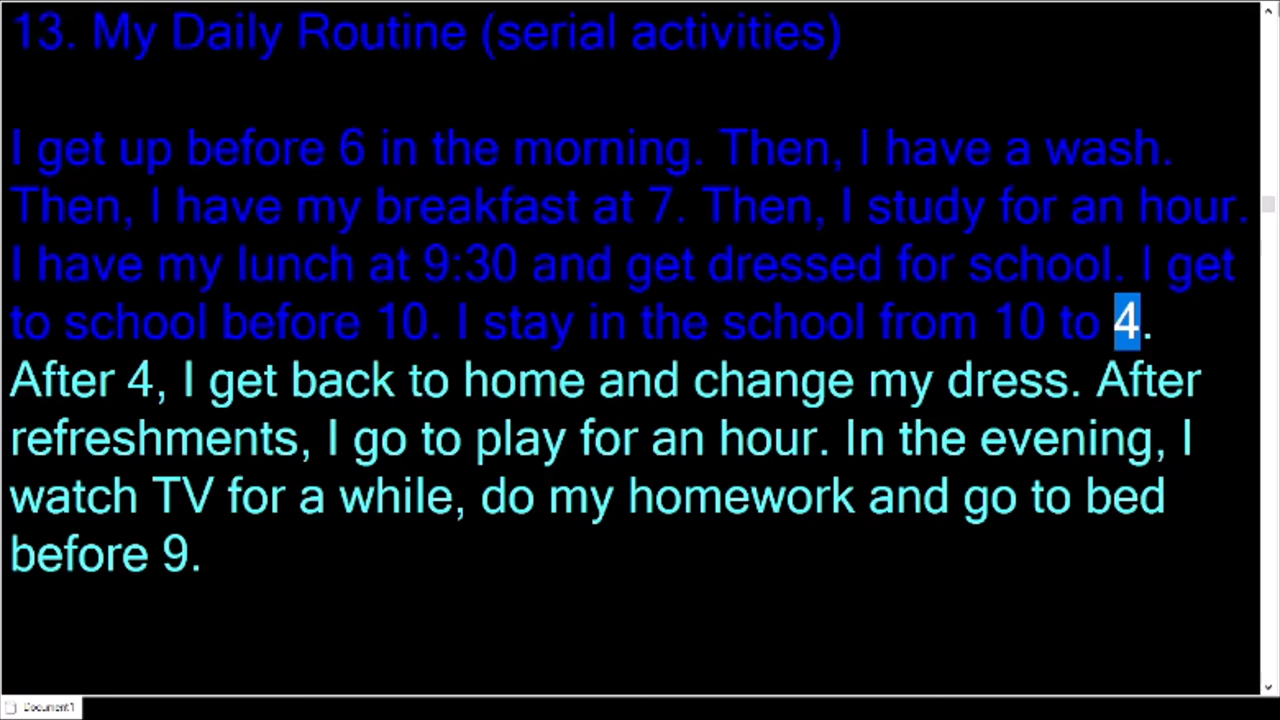 13. My Daily Routine (serial activities)
I get up before 6 in the morning. Then, I have a wash.
Then, I have my breakfast at 7. Then, I study for an hour.
I have my lunch at 9:30 and get dressed for school. I get
to school before 10. I stay in the school from 10 to 4.
After 4, I get back to home and change my dress. After
refreshments, I go to play for an hour. In the evening, I
watch TV for a while, do my homework and go to bed
before 9.
Document1